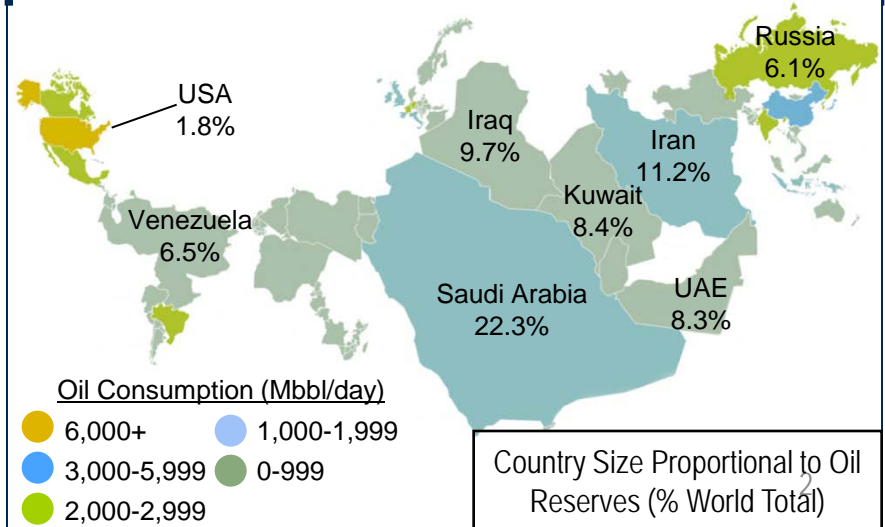 Russia
6.1%
USA
1.8%
Iraq
9.7%
Iran
11.2%
Kuwait
8.4%
Venezuela
6.5%
Saudi Arabia
22.3%
UAE
8.3%
Oil Consumption (Mbbl/day)
6,000+
1,000-1,999
3,000-5,999
0-999
2,000-2,999
Country Size Proportional to Oil
Reserves (% World Total)
2